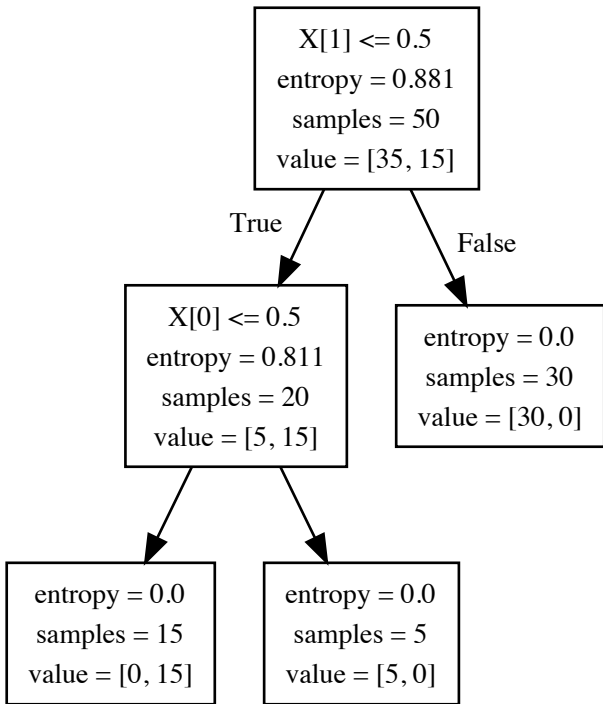 X[1] <= 0.5
entropy = 0.881
samples = 50
value = [35, 15]
True
False
X[0] <= 0.5
entropy = 0.811
samples = 20
value = [5, 15]
entropy = 0.0
samples = 30
value = [30, 0]
entropy = 0.0
samples = 15
value = [0, 15]
entropy = 0.0
samples = 5
value = [5, 0]